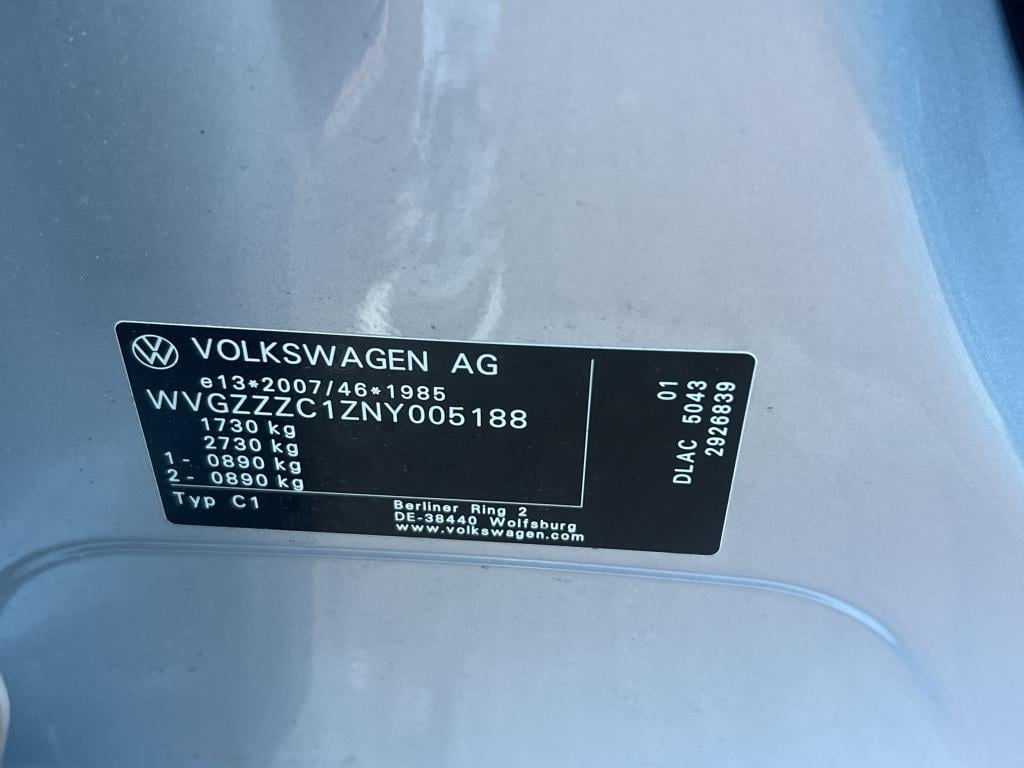 VOLKSWAGEN AG
e13*2007/46*1985
WVGZZZC1ZNY005188
1730 kg
2730 kg
1- 0890 kg
2- 0890 kg
Typ C1
Berliner Ring 2
DE-38440 Wolfsburg
www.volkswagen.com
01
DLAC 5043
2926839